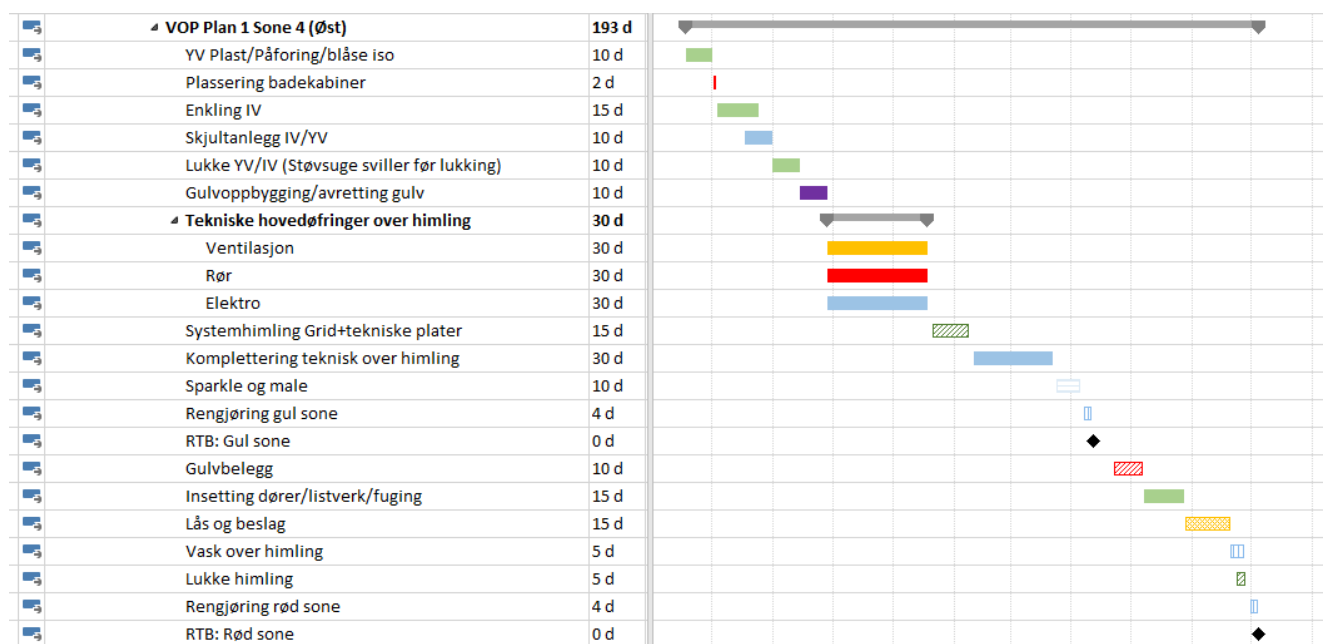 VOP Plan 1 Sone 4 (Øst) 193 d
YV Plast/Påforing/blåse iso 10 d
Plassering badekabiner 2 d
Enkling IV 15 d
Skjultanlegg IV/YV 10 d
Lukke YV/IV (Støvsuge sviller før lukking) 10 d
Gulvoppbygging/avretting gulv 10 d
Tekniske hovedøfringer over himling 30 d
Ventilasjon 30 d
Rør 30 d
Elektro 30 d
Systemhimling Grid+tekniske plater 15 d
Komplettering teknisk over himling 30 d
Sparkle og male 10 d
Rengjøring gul sone 4 d
RTB: Gul sone 0 d
Gulvbelegg 10 d
Insetting dører/listverk/fuging 15 d
Lås og beslag 15 d
Vask over himling 5 d
Lukke himling 5 d
Rengjøring rød sone 4 d
RTB: Rød sone 0 d